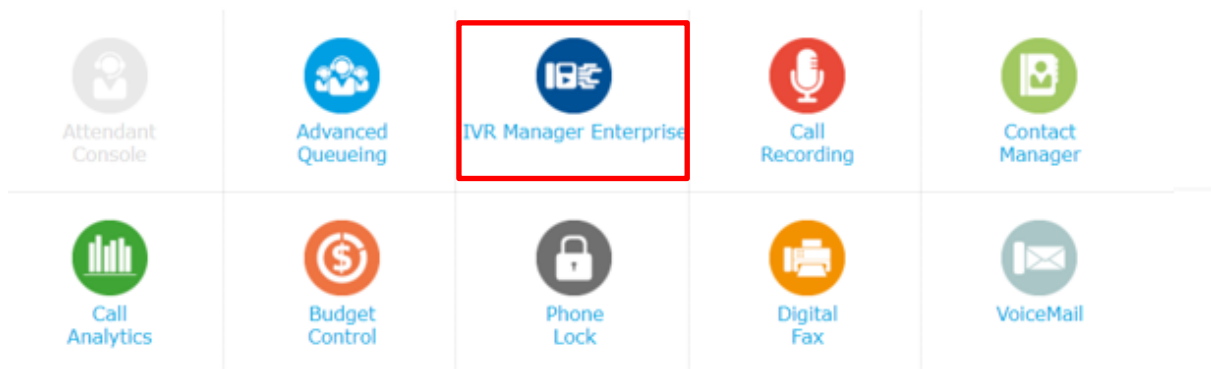 Attendant
Console
Advanced
Queueing
IVR Manager Enterprise
Call
Recording
Contact
Manager
Call
Analytics
Budget
Control
Phone
Lock
Digital
Fax
VoiceMail